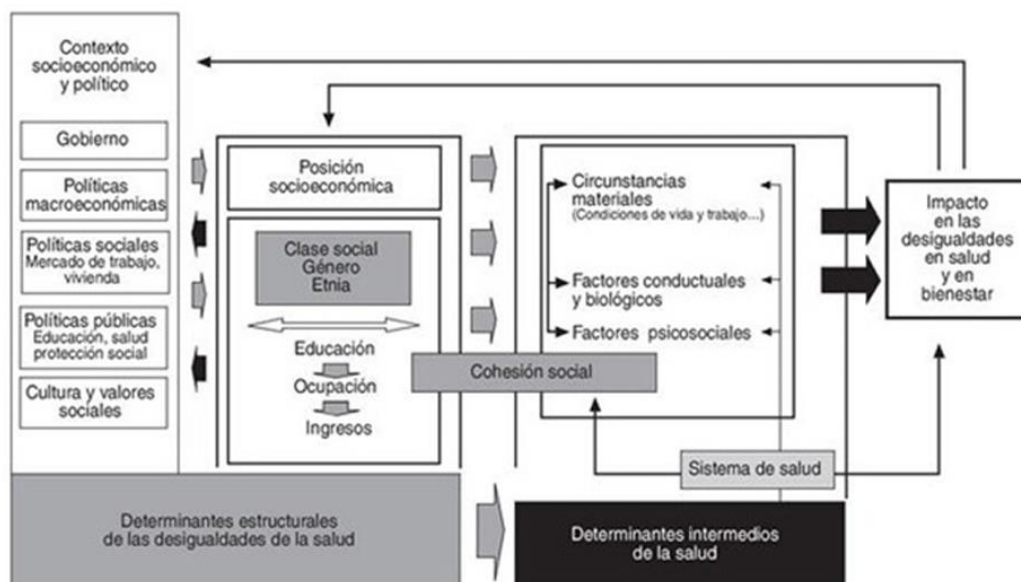 Contexto
socioeconómico
y político
Gobierno
Políticas
macroeconómicas
Políticas sociales
Mercado de trabajo,
vivienda
Políticas públicas
Educación, salud
protección social
Cultura y valores
sociales
Posición
socioeconómica
Clase social
Género
Etnia
Educación
Ocupación
Ingresos
Cohesión social
Circunstancias
materiales
(Condiciones de vida y trabajo...)
Factores conductuales
y biológicos
Factores psicosociales
Sistema de salud
Impacto
en las
desigualdades
en salud
y en
bienestar
Determinantes estructurales
de las desigualdades de la salud
Determinantes intermedios
de la salud